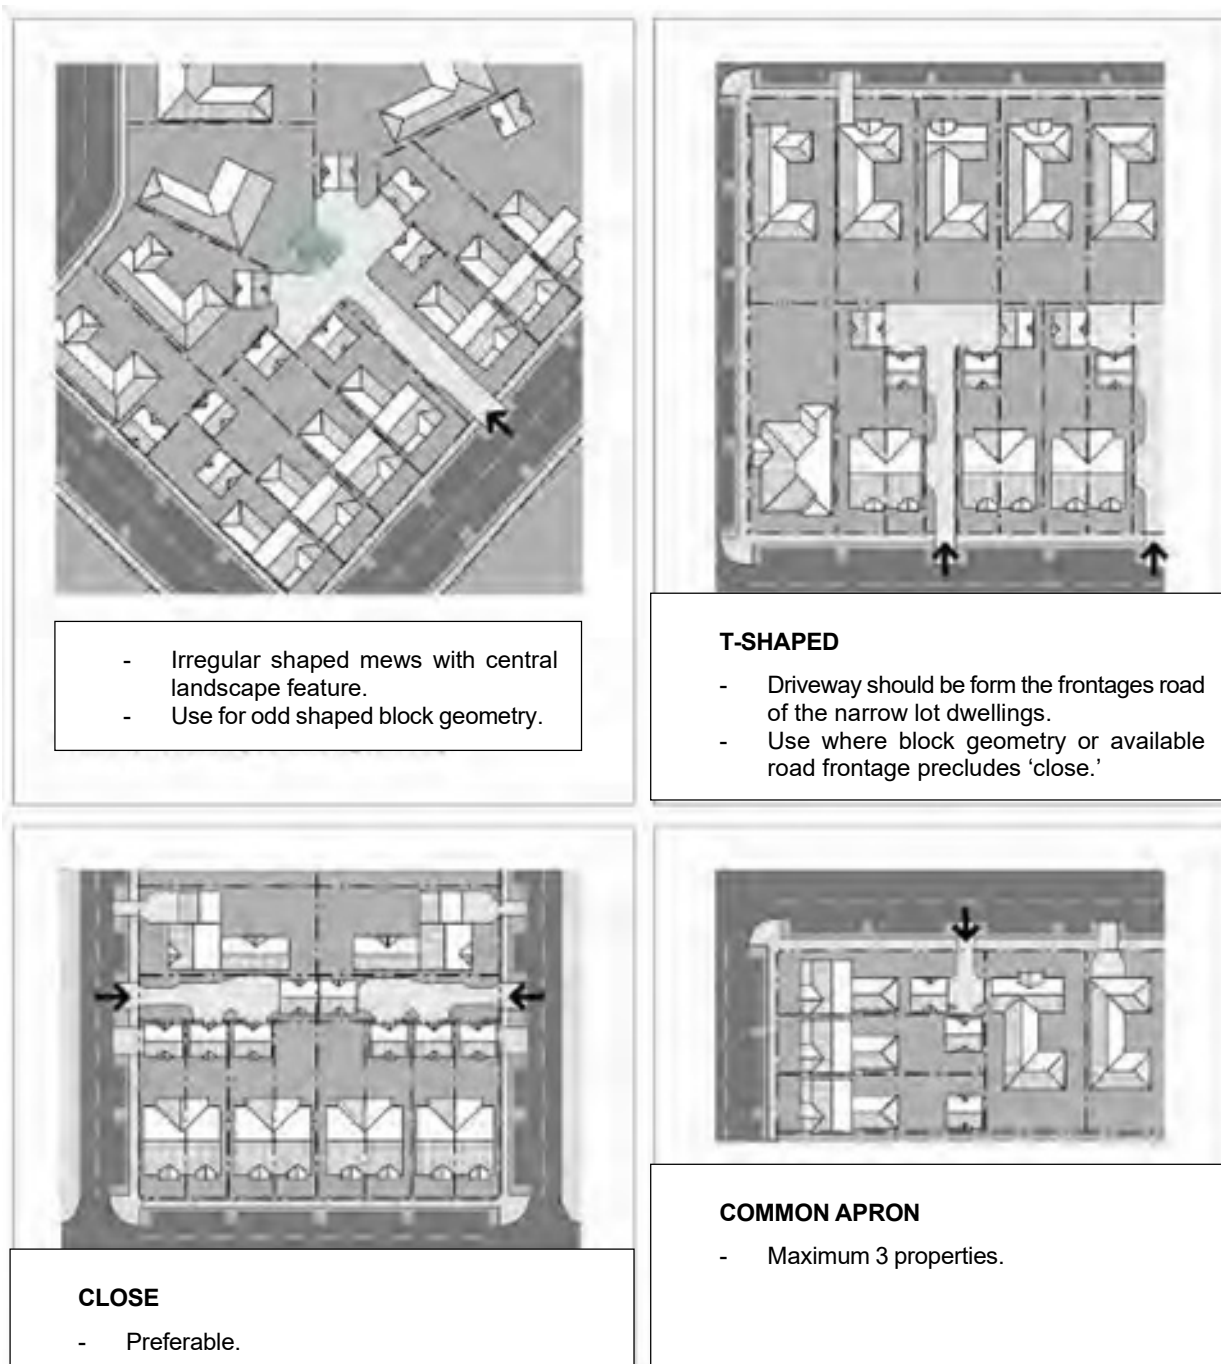 - Irregular shaped mews with central
landscape feature.
- Use for odd shaped block geometry.
T-SHAPED
- Driveway should be form the frontages road
of the narrow lot dwellings.
- Use where block geometry or available
road frontage precludes ‘close.’
CLOSE
- Preferable.
COMMON APRON
- Maximum 3 properties.